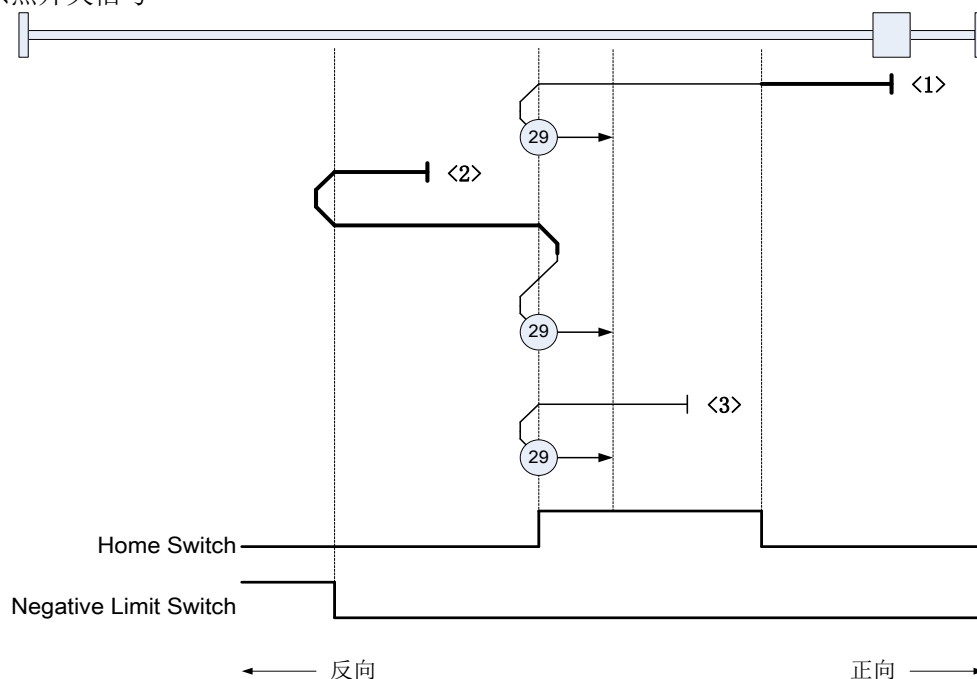 <1>
29
<2>
29
<3>
29
Home Switch
Negative Limit Switch
反向
正向